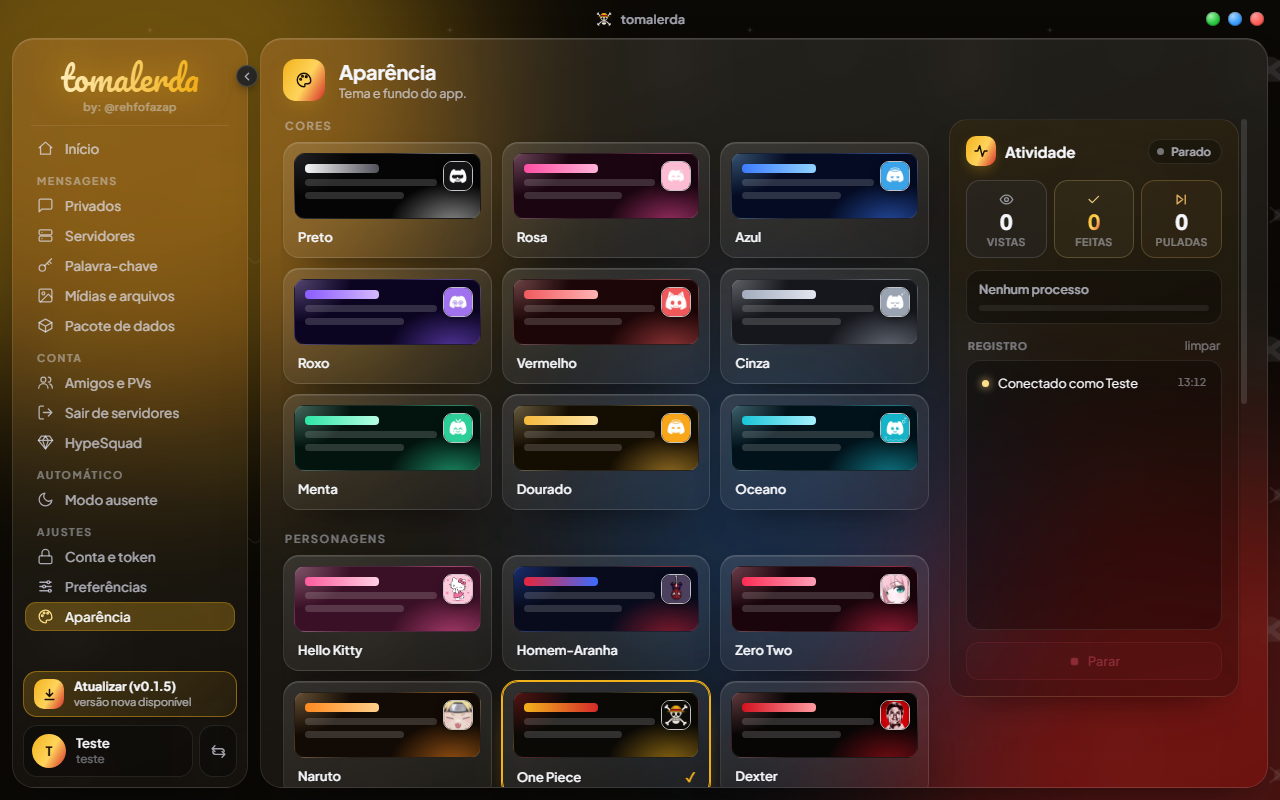 tomalerda
tomalerda
by: @rehfofazap
Início
MENSAGENS
Privados
Servidores
Palavra-chave
Mídias e arquivos
Pacote de dados
CONTA
Amigos e PVs
Sair de servidores
HypeSquad
AUTOMÁTICO
Modo ausente
AJUSTES
Conta e token
Preferências
Aparência
Atualizar (v0.1.5)
versão nova disponível
T
Teste
teste
Aparência
Tema e fundo do app.
CORES
Preto
Rosa
Azul
Roxo
Vermelho
Cinza
Menta
Dourado
Oceano
PERSONAGENS
Hello Kitty
Homem-Aranha
Zero Two
Naruto
One Piece
Dexter
Atividade
Parado
0
VISTAS
0
FEITAS
0
PULADAS
Nenhum processo
REGISTRO
limpar
Conectado como Teste
13:12
Parar